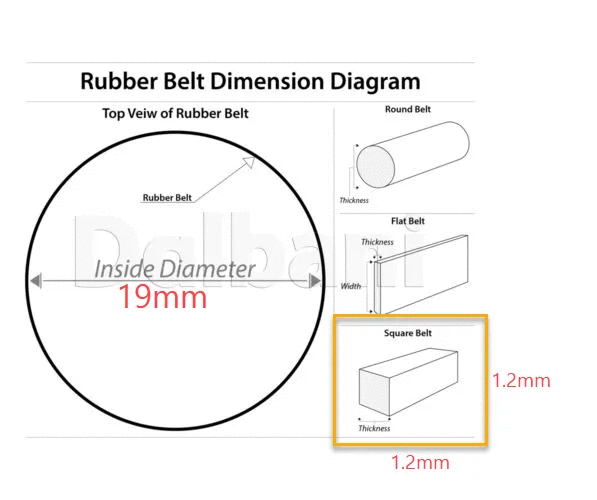 Rubber Belt Dimension Diagram
Top Veiw of Rubber Belt
Rubber Belt
Dalbani
Inside Diameter
19mm
Round Belt
Thickness
Flat Belt
Thickness
Width
Square Belt
Thickness
1.2mm
1.2mm